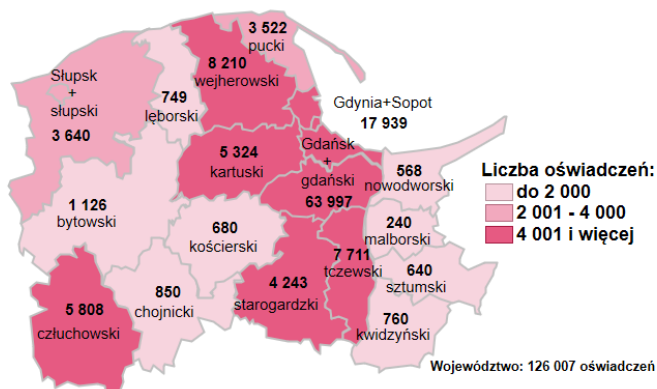 3 522
pucki
8 210
wejherowski
Słupsk
+
słupski
3 640
749
lęborski
Gdynia+Sopot
17 939
5 324
kartuski
Gdańsk
+
gdański
63 997
568
nowodworski
Liczba oświadczeń:
do 2 000
2 001 - 4 000
4 001 i więcej
1 126
bytowski
680
kościerski
240
malborski
7 711
tczewski
4 243
starogardzki
640
sztumski
5 808
człuchowski
850
chojnicki
760
kwidzyński
Województwo: 126 007 oświadczeń